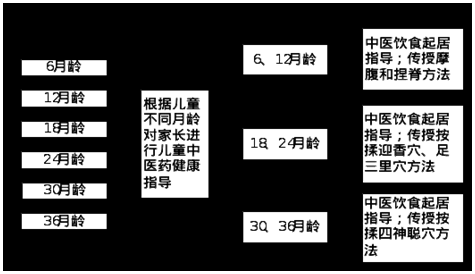 6月龄
12月龄
18月龄
24月龄
30月龄
36月龄
根据儿童
不同月龄
对家长进
行儿童中
医药健康
指导
6、12月龄
18、24月龄
30、36月龄
中医饮食起居
指导；传授摩
腹和捏脊方法
中医饮食起居
指导；传授按
揉迎香穴、足
三里穴方法
中医饮食起居
指导；传授按
揉四神聪穴方
法